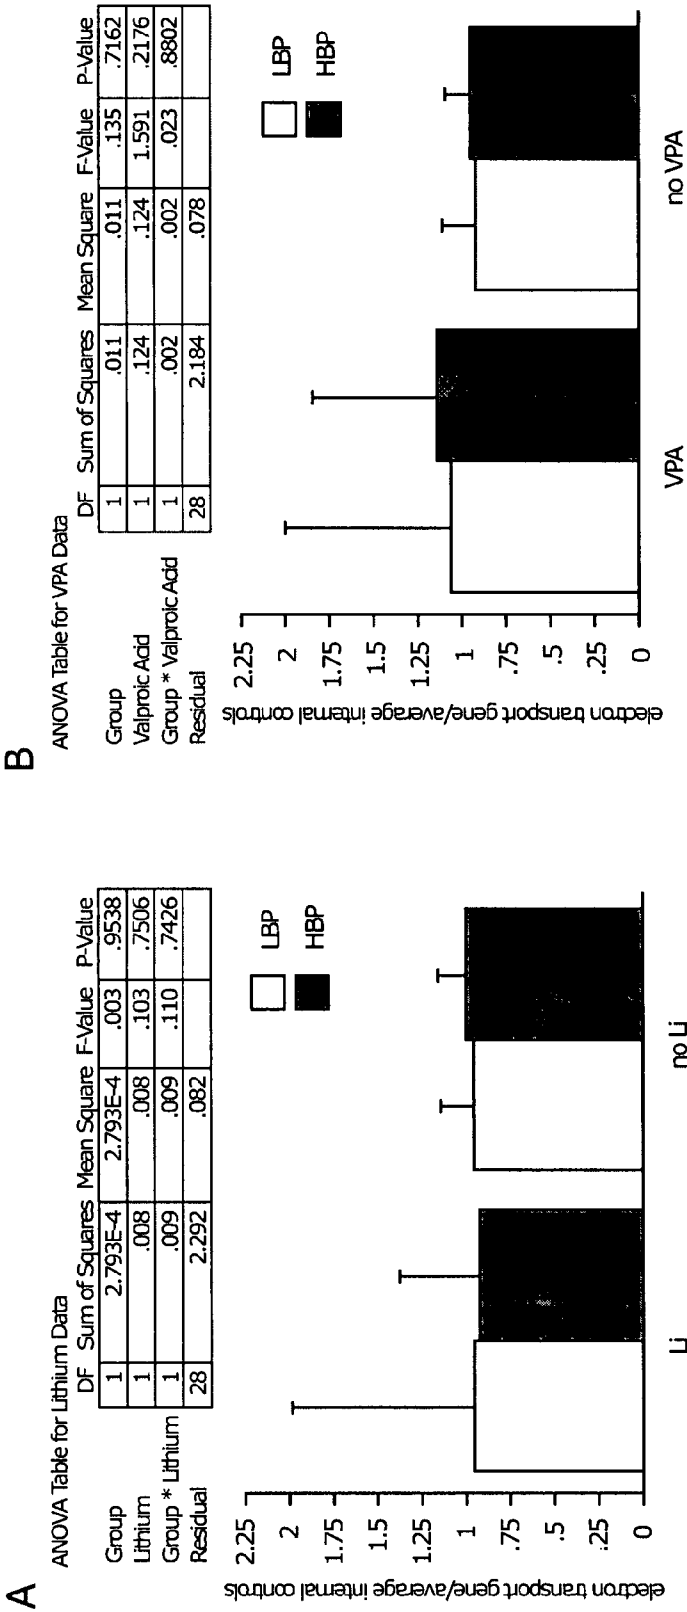 A
ANOVA Table for Lithium Data
DF Sum of Squares Mean Square F-Value P-Value
Group 1 2.793E-4 2.793E-4 .003 .9538
Lithium 1 .008 .008 .103 .7506
Group * Lithium 1 .009 .009 .110 .7426
Residual 28 2.292 .082
electron transport gene/average internal controls
2.25
2
1.75
1.5
1.25
1
.75
.5
.25
0
LBP
HBP
Li no Li
B
ANOVA Table for VPA Data
DF Sum of Squares Mean Square F-Value P-Value
Group 1 .011 .011 .135 .7162
Valproic Acid 1 .124 .124 1.591 .2176
Group * Valproic Acid 1 .002 .002 .023 .8802
Residual 28 2.184 .078
electron transport gene/average internal controls
2.25
2
1.75
1.5
1.25
1
.75
.5
.25
0
LBP
HBP
VPA no VPA